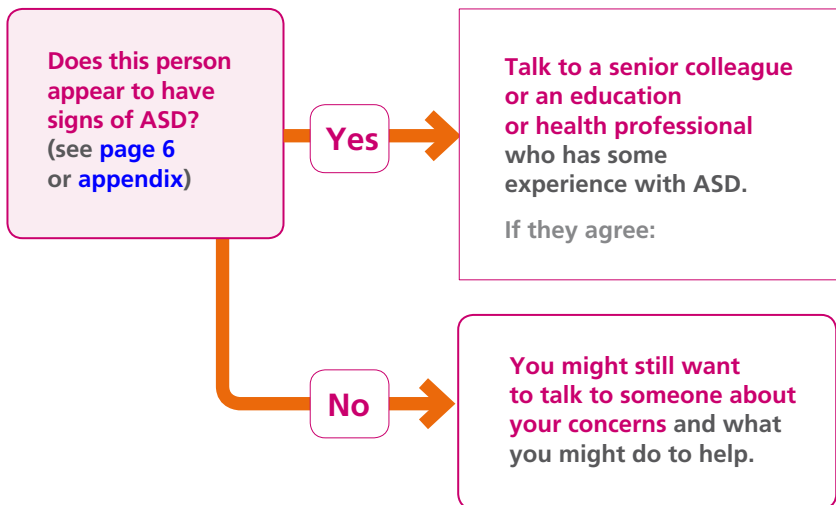 Does this person
appear to have
signs of ASD?
(see page 6
or appendix)
Yes
Talk to a senior colleague
or an education
or health professional
who has some
experience with ASD.
If they agree:
No
You might still want
to talk to someone about
your concerns and what
you might do to help.